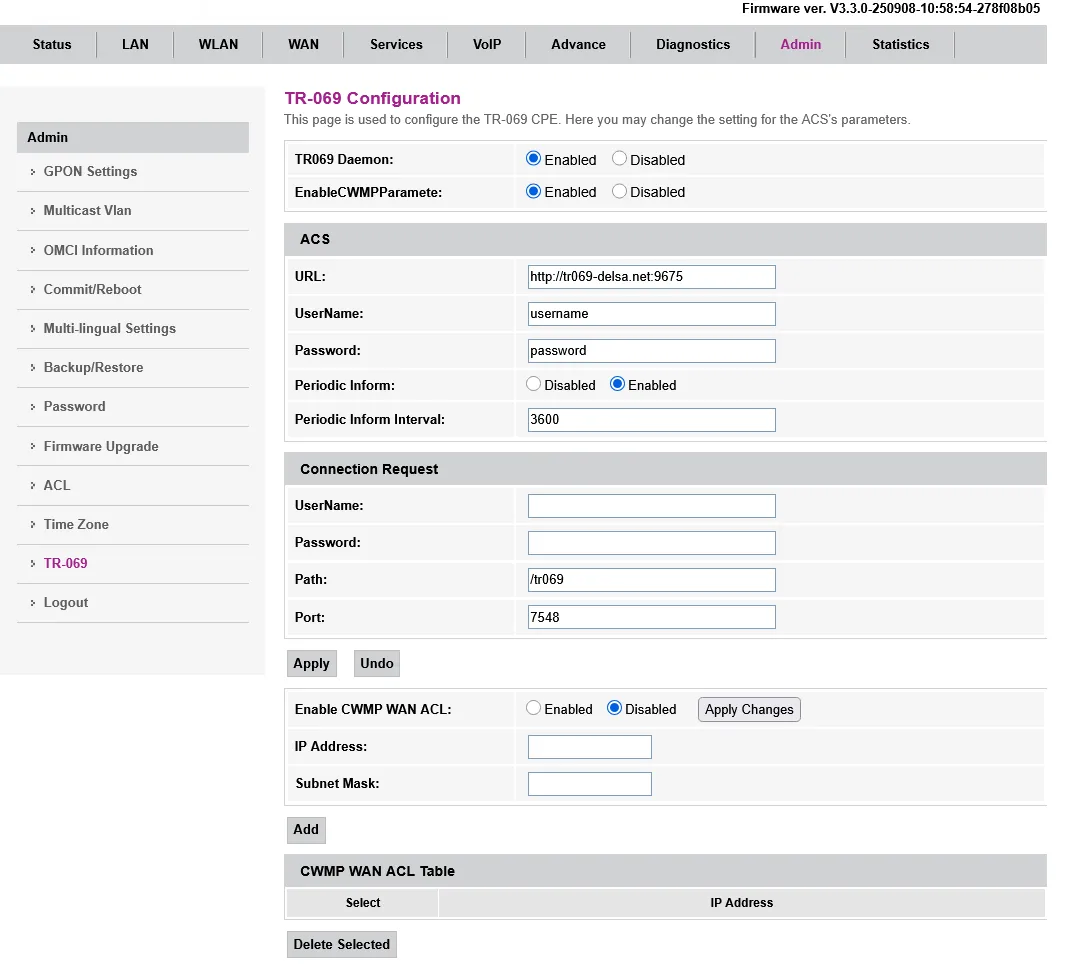 Firmware ver. V3.3.0-250908-10:58:54-278f08b05
Status LAN WLAN WAN Services VoIP Advance Diagnostics Admin Statistics
Admin
GPON Settings
Multicast Vlan
OMCI Information
Commit/Reboot
Multi-lingual Settings
Backup/Restore
Password
Firmware Upgrade
ACL
Time Zone
TR-069
Logout
TR-069 Configuration
This page is used to configure the TR-069 CPE. Here you may change the setting for the ACS's parameters.
TR069 Daemon: Enabled Disabled
EnableCWMPParamete: Enabled Disabled
ACS
URL: http://tr069-delsa.net:9675
UserName: username
Password: password
Periodic Inform: Disabled Enabled
Periodic Inform Interval: 3600
Connection Request
UserName:
Password:
Path: /tr069
Port: 7548
Apply Undo
Enable CWMP WAN ACL: Enabled Disabled Apply Changes
IP Address:
Subnet Mask:
Add
CWMP WAN ACL Table
Select IP Address
Delete Selected